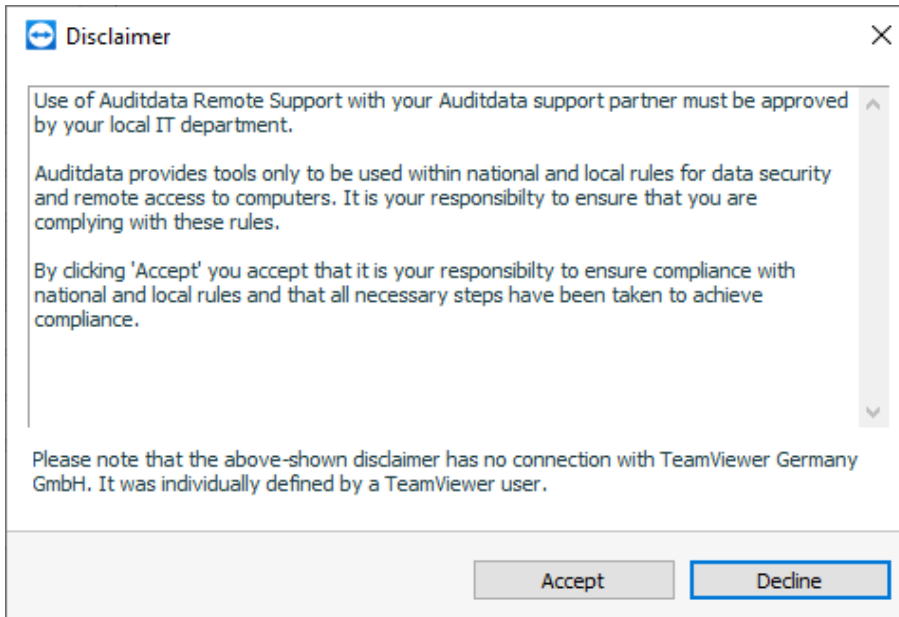 Disclaimer
Use of Auditdata Remote Support with your Auditdata support partner must be approved
by your local IT department.
Auditdata provides tools only to be used within national and local rules for data security
and remote access to computers. It is your responsibilty to ensure that you are
complying with these rules.
By clicking 'Accept' you accept that it is your responsibilty to ensure compliance with
national and local rules and that all necessary steps have been taken to achieve
compliance.
Please note that the above-shown disclaimer has no connection with TeamViewer Germany
GmbH. It was individually defined by a TeamViewer user.
Accept
Decline